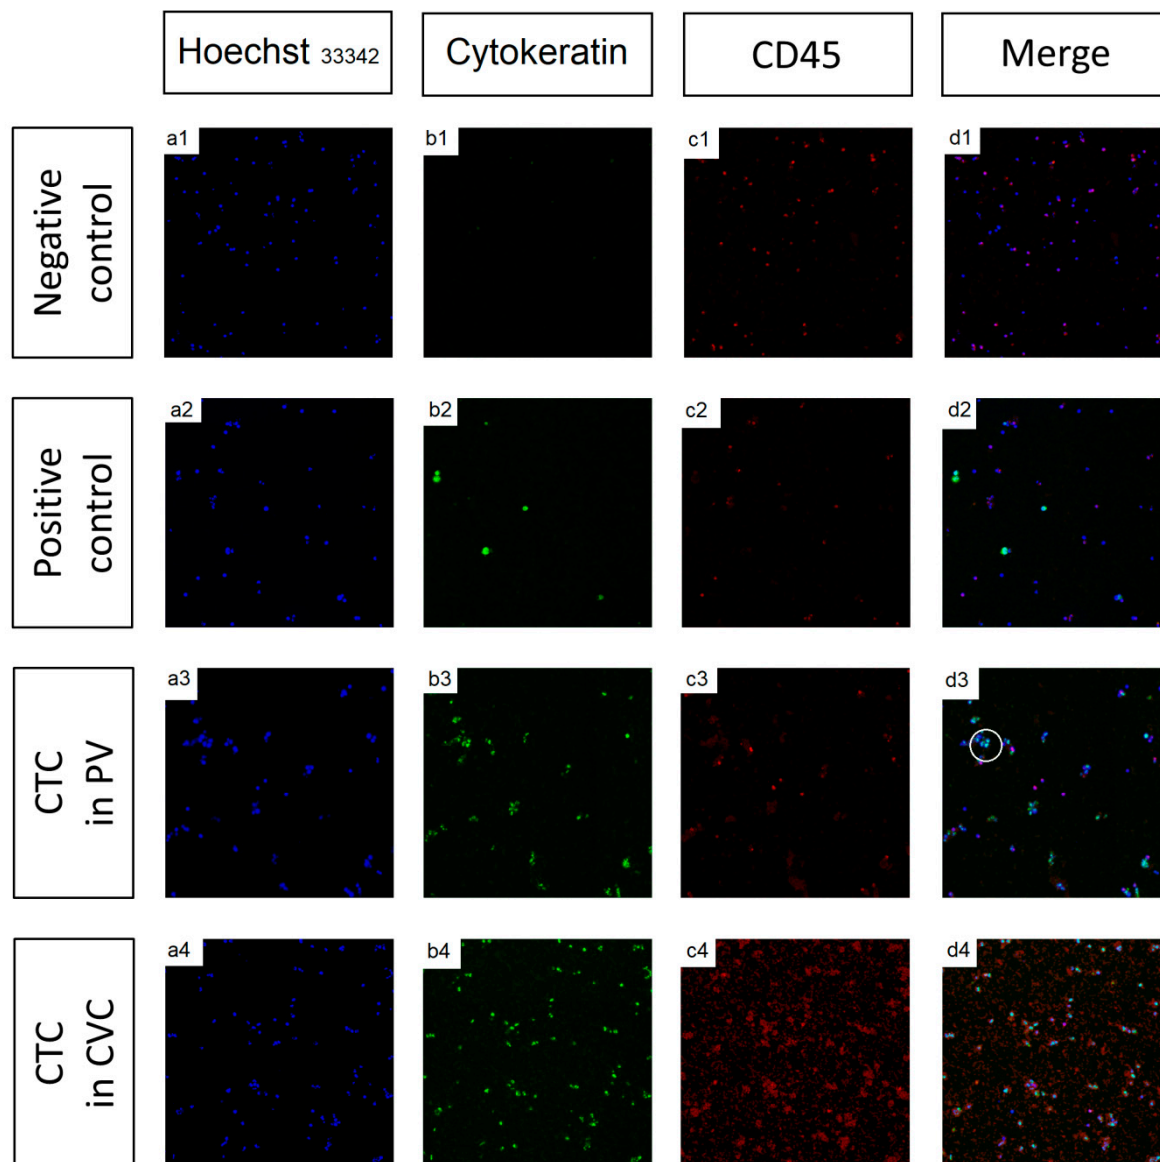 Hoechst 33342 Cytokeratin CD45 Merge
Negative
control
a1 b1 c1 d1
Positive
control
a2 b2 c2 d2
CTC
in PV
a3 b3 c3 d3
CTC
in CVC
a4 b4 c4 d4